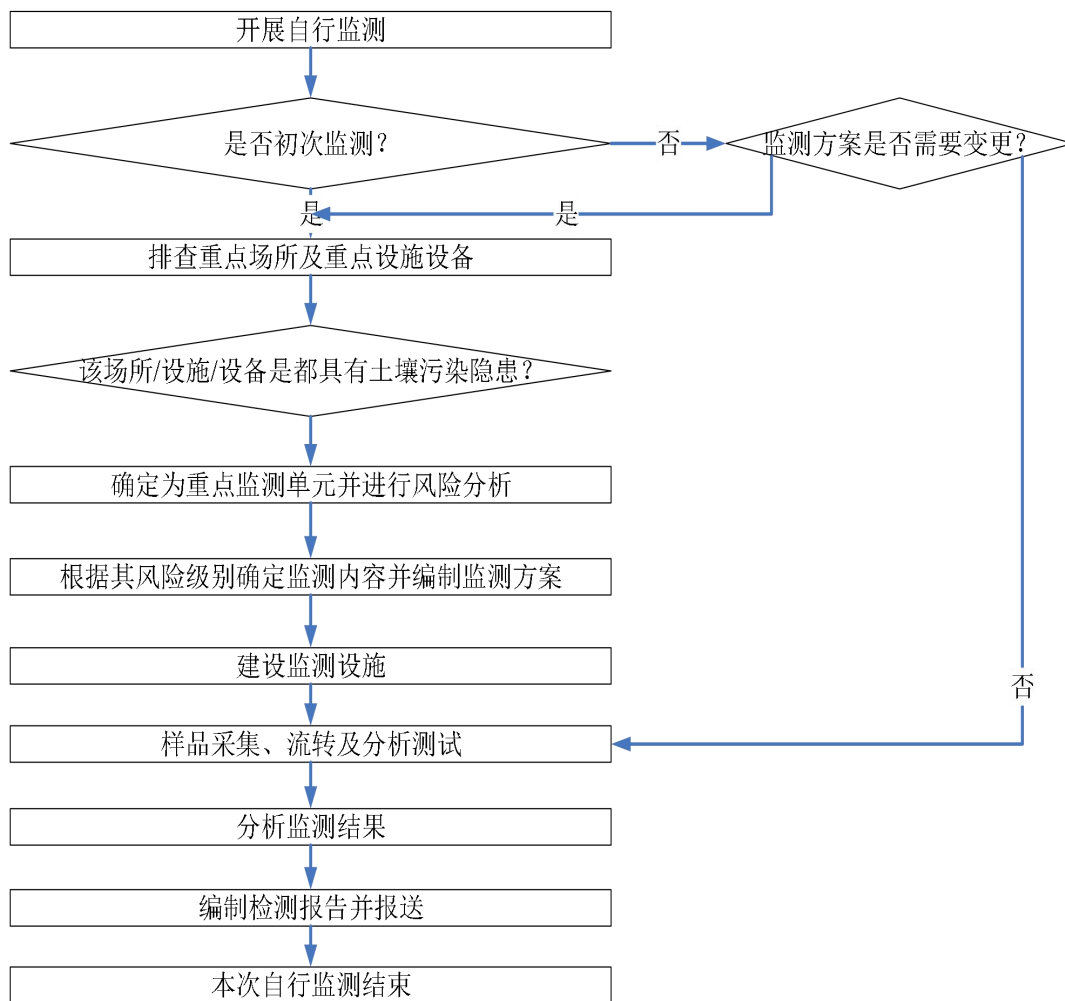 开展自行监测
是否初次监测？
否
监测方案是否需要变更？
是
是
排查重点场所及重点设施设备
该场所/设施/设备是都具有土壤污染隐患？
确定为重点监测单元并进行风险分析
根据其风险级别确定监测内容并编制监测方案
建设监测设施
否
样品采集、流转及分析测试
分析监测结果
编制检测报告并报送
本次自行监测结束